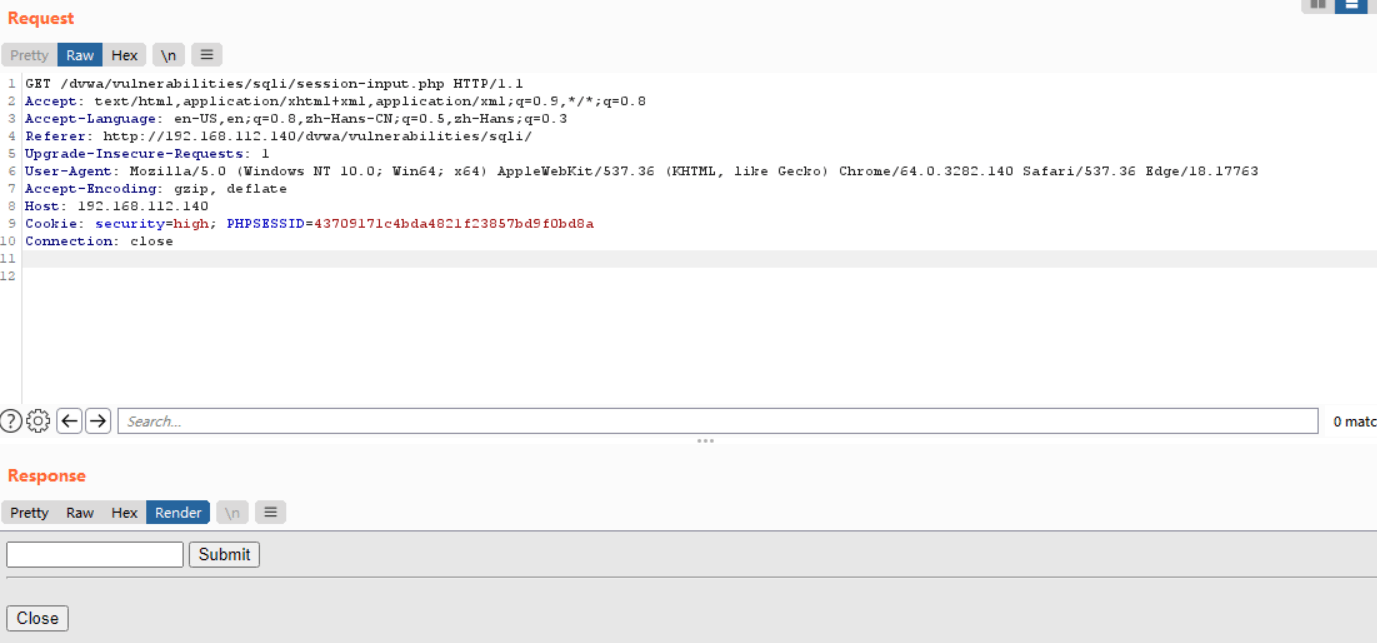 Request
Pretty Raw Hex \n
1 GET /dvwa/vulnerabilities/sqli/session-input.php HTTP/1.1
2 Accept: text/html,application/xhtml+xml,application/xml;q=0.9,*/*;q=0.8
3 Accept-Language: en-US,en;q=0.8,zh-Hans-CN;q=0.5,zh-Hans;q=0.3
4 Referer: http://192.168.112.140/dvwa/vulnerabilities/sqli/
5 Upgrade-Insecure-Requests: 1
6 User-Agent: Mozilla/5.0 (Windows NT 10.0; Win64; x64) AppleWebKit/537.36 (KHTML, like Gecko) Chrome/64.0.3282.140 Safari/537.36 Edge/18.17763
7 Accept-Encoding: gzip, deflate
8 Host: 192.168.112.140
9 Cookie: security=high; PHPSESSID=43709171c4bda4821f23857bd9f0bd8a
10 Connection: close
11
12
Search...
0 matc
Response
Pretty Raw Hex Render \n
Submit
Close